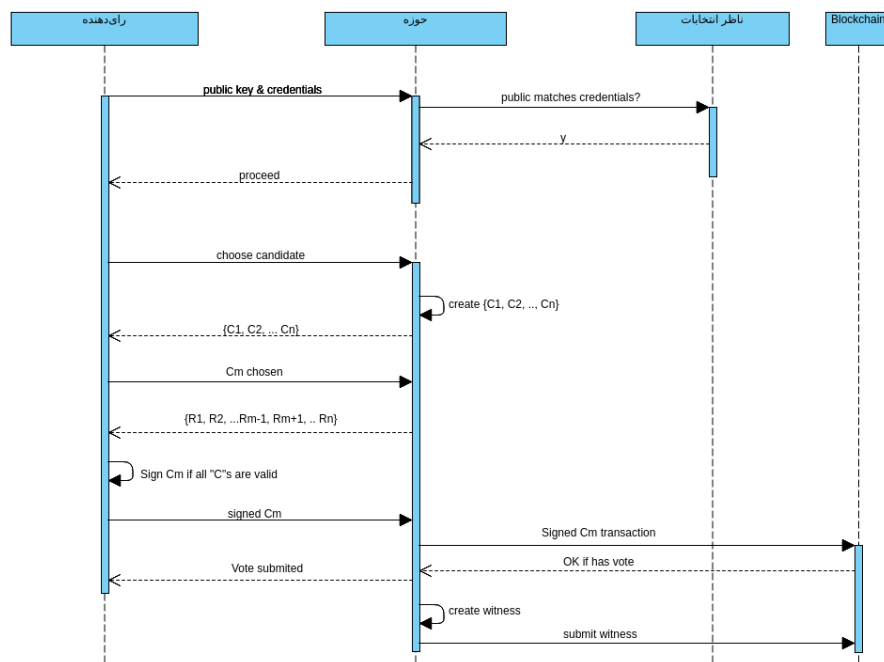 رای‌دهنده
حوزه
ناظر انتخابات
Blockchain
public key & credentials
public matches credentials?
y
proceed
choose candidate
create {C1, C2, .., Cn}
{C1, C2, ... Cn}
Cm chosen
{R1, R2, ...Rm-1, Rm+1, .. Rn}
Sign Cm if all "C"s are valid
signed Cm
Signed Cm transaction
OK if has vote
Vote submited
create witness
submit witness